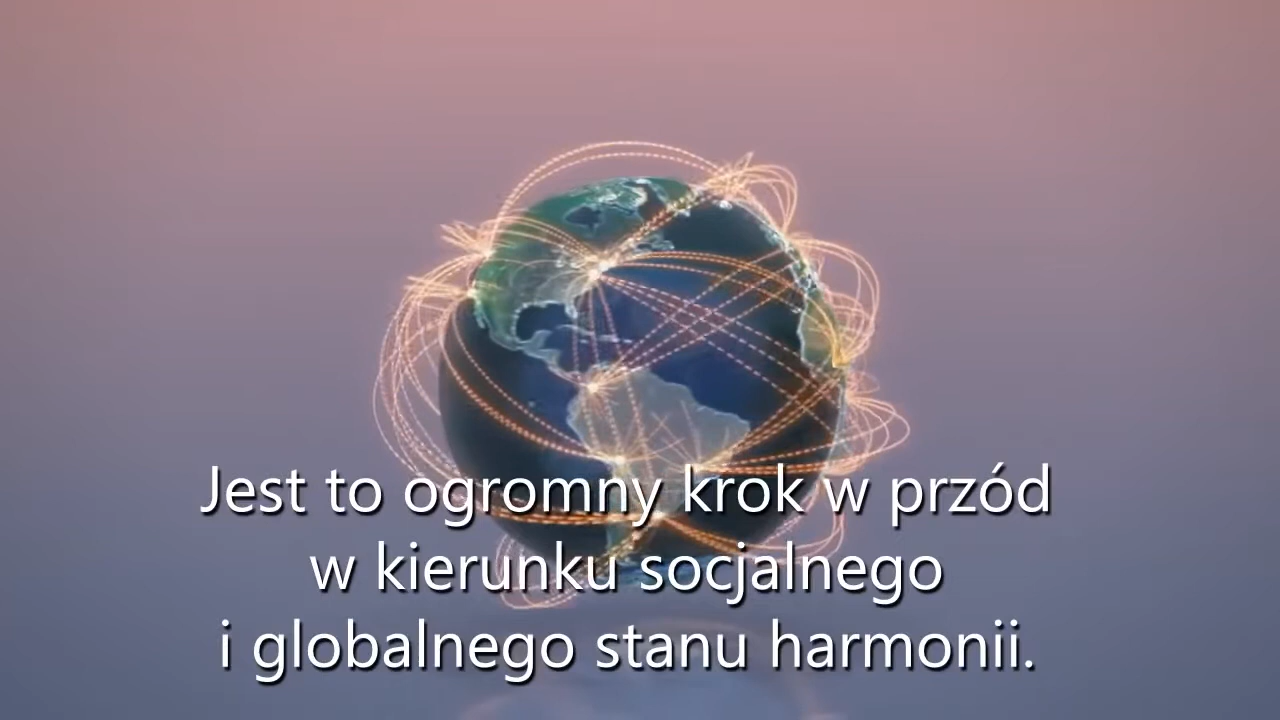 Jest to ogromny krok w przód
w kierunku socjalnego
i globalnego stanu harmonii.